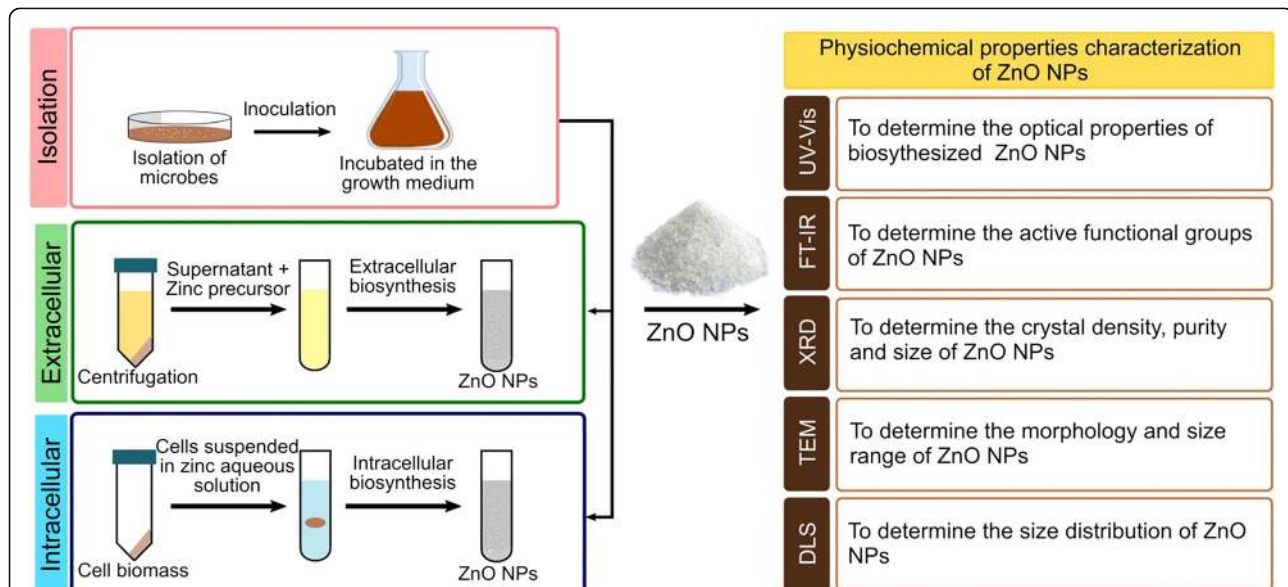 Isolation
Inoculation
Isolation of
microbes
Incubated in the
growth medium
Extracellular
Supernatant +
Zinc precursor
Extracellular
biosynthesis
Centrifugation
ZnO NPs
Intracellular
Cells suspended
in zinc aqueous
solution
Intracellular
biosynthesis
Cell biomass
ZnO NPs
ZnO NPs
Physiochemical properties characterization
of ZnO NPs
UV-Vis
To determine the optical properties of
biosythesized ZnO NPs
FT-IR
To determine the active functional groups
of ZnO NPs
XRD
To determine the crystal density, purity
and size of ZnO NPs
TEM
To determine the morphology and size
range of ZnO NPs
DLS
To determine the size distribution of ZnO
NPs